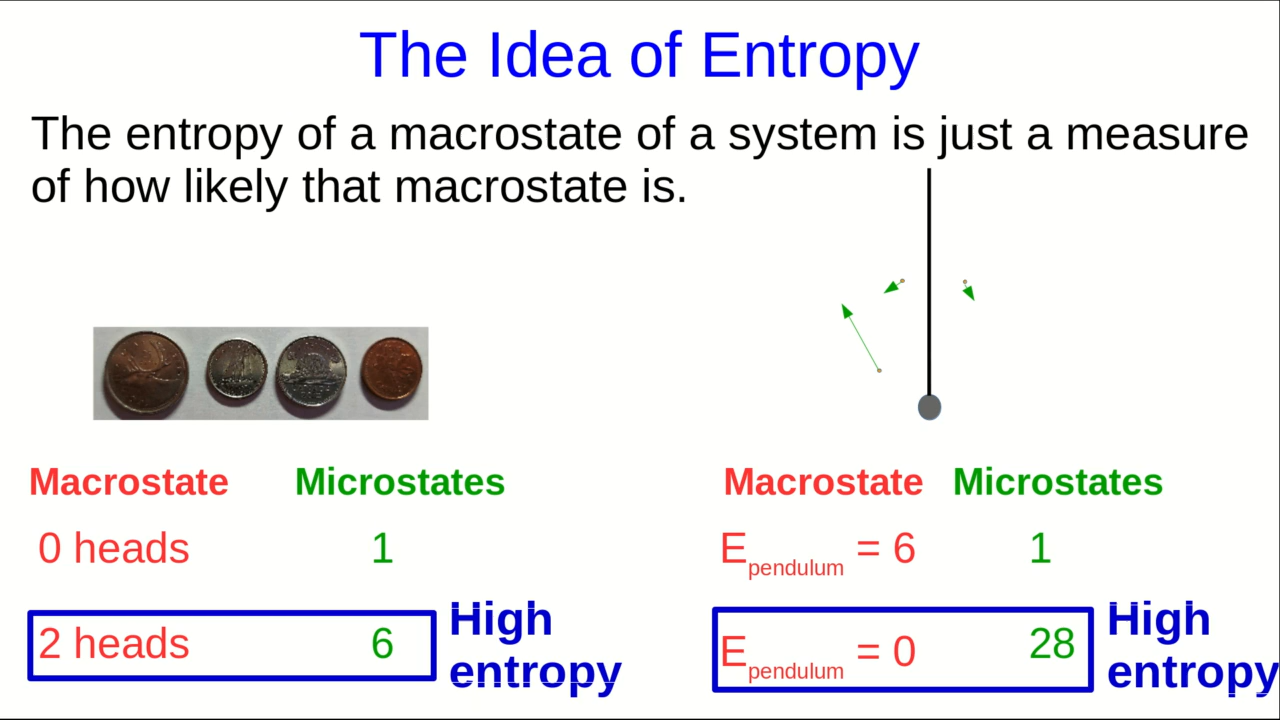 The Idea of Entropy
The entropy of a macrostate of a system is just a measure
of how likely that macrostate is.
Macrostate Microstates
0 heads 1
2 heads 6
High
entropy
Macrostate Microstates
Ependulum = 6 1
Ependulum = 0 28
High
entropy